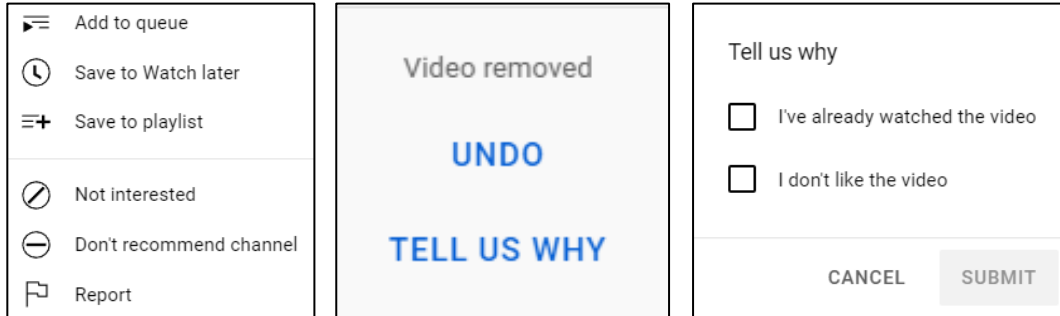 Add to queue
Save to Watch later
Save to playlist
Not interested
Don't recommend channel
Report
Video removed
UNDO
TELL US WHY
Tell us why
I've already watched the video
I don't like the video
CANCEL SUBMIT